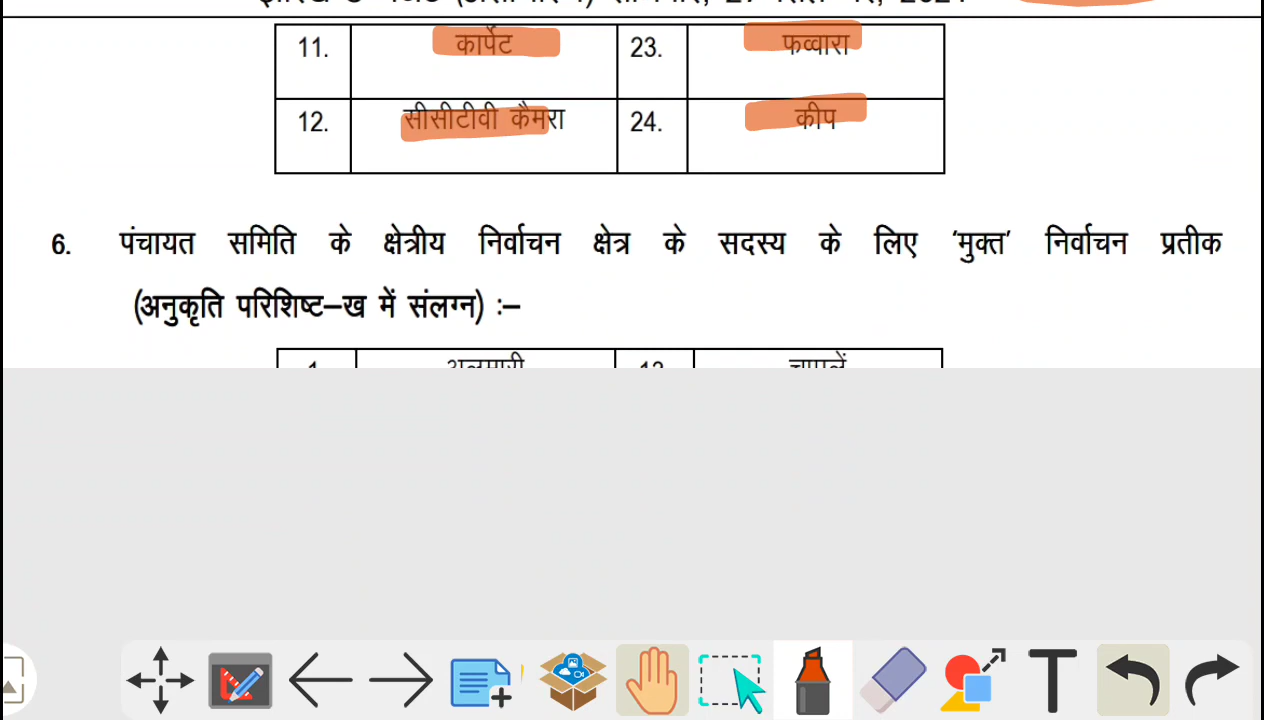 11. कार्पेट 23. फव्वारा
12. सीसीटीवी कैमरा 24. कीप
6. पंचायत समिति के क्षेत्रीय निर्वाचन क्षेत्र के सदस्य के लिए ‘मुक्त’ निर्वाचन प्रतीक
(अनुकृति परिशिष्ट–ख में संलग्न) :–